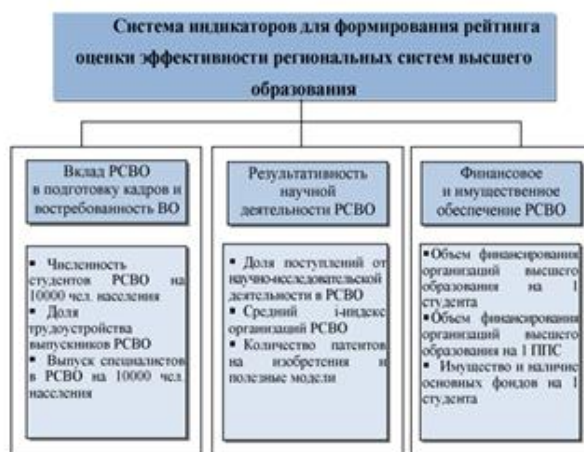 Система индикаторов для формирования рейтинга
оценки эффективности региональных систем высшего
образования
Вклад РСВО
в подготовку кадров и
востребованность ВО
▪ Численность
студентов РСВО на
10000 чел. населения
▪ Доля
трудоустройства
выпускников РСВО
▪ Выпуск специалистов
в РСВО на 10000 чел.
населения
Результативность
научной
деятельности РСВО
▪ Доля поступлений от
научно-исследовательской
деятельности в РСВО
▪ Средний i-индекс
организаций РСВО
▪ Количество патентов
на изобретения и
полезные модели
Финансовое
и имущественное
обеспечение РСВО
▪ Объем финансирования
организаций высшего
образования на 1
студента
▪ Объем финансирования
организаций высшего
образования на 1 ППС
▪ Имущество и наличие
основных фондов на 1
студента